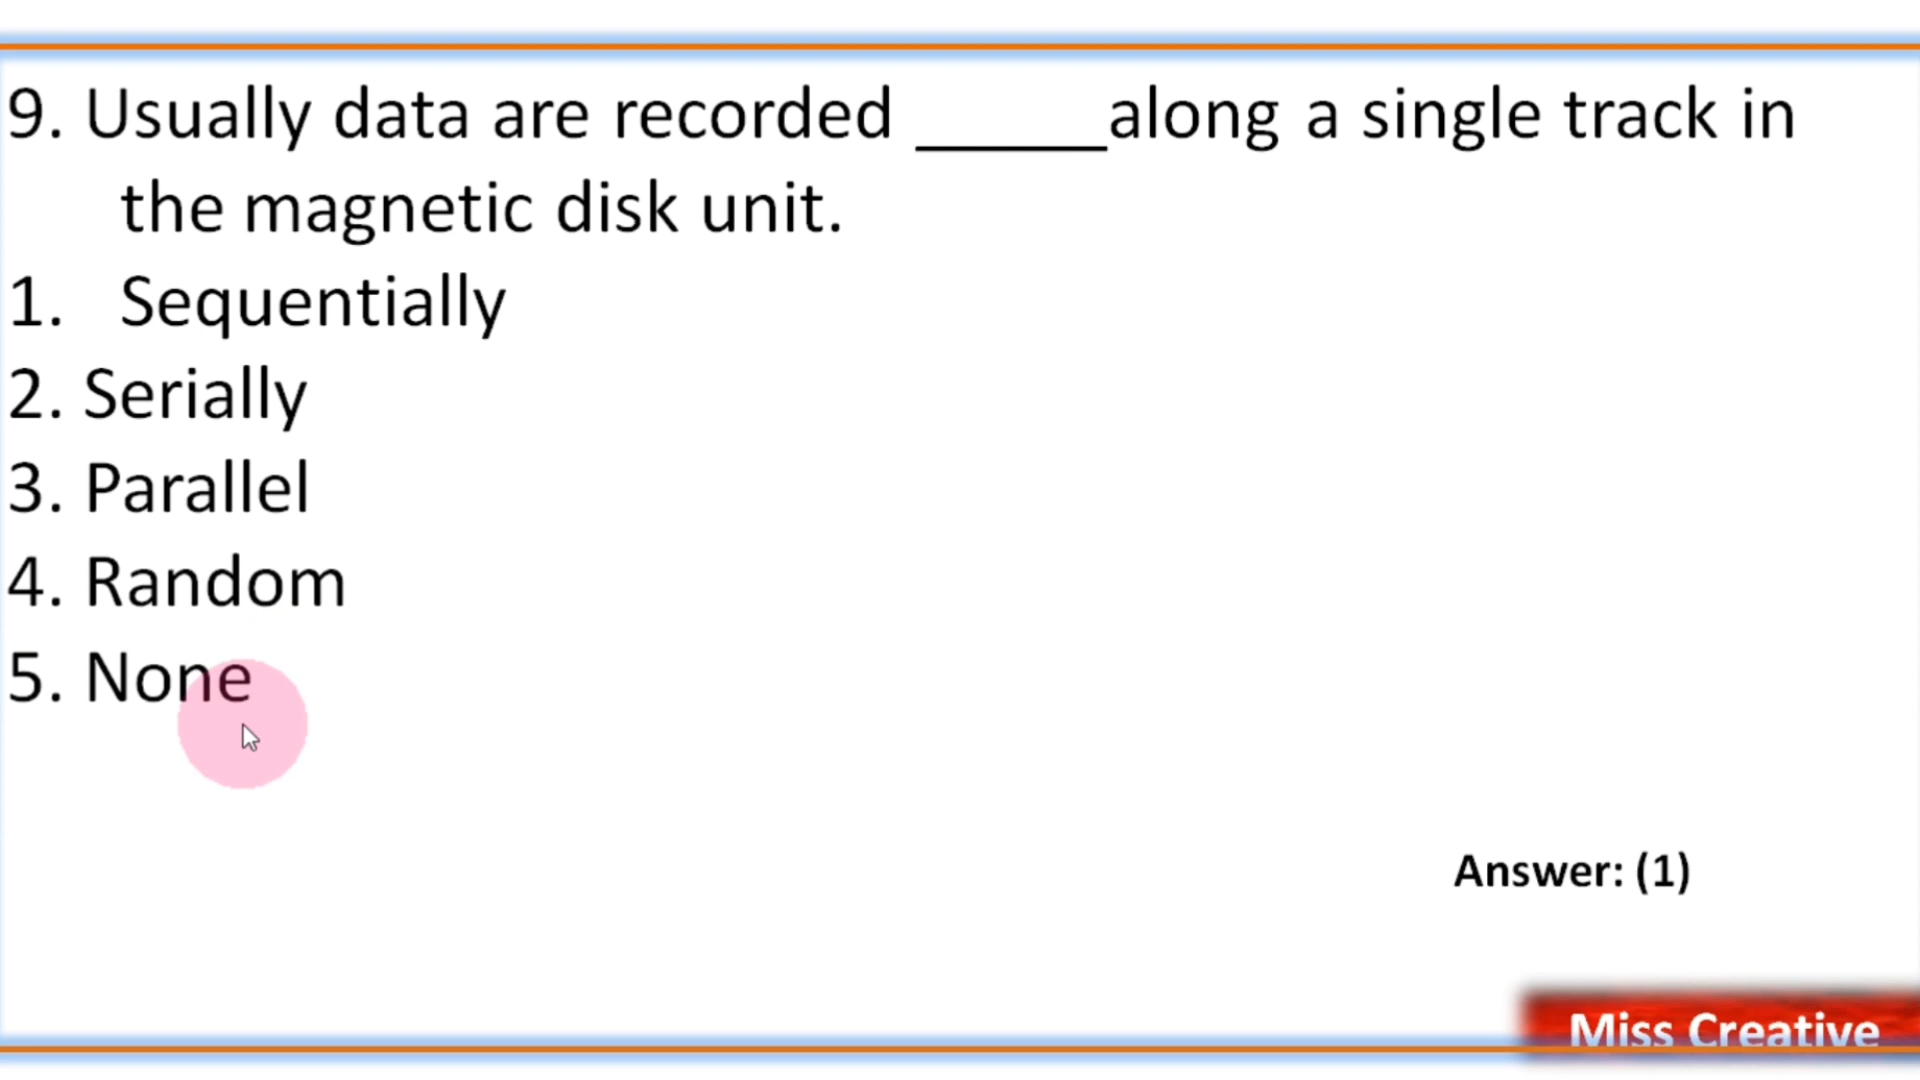 9. Usually data are recorded _____along a single track in
the magnetic disk unit.
1. Sequentially
2. Serially
3. Parallel
4. Random
5. None
Answer: (1)
Miss Creative